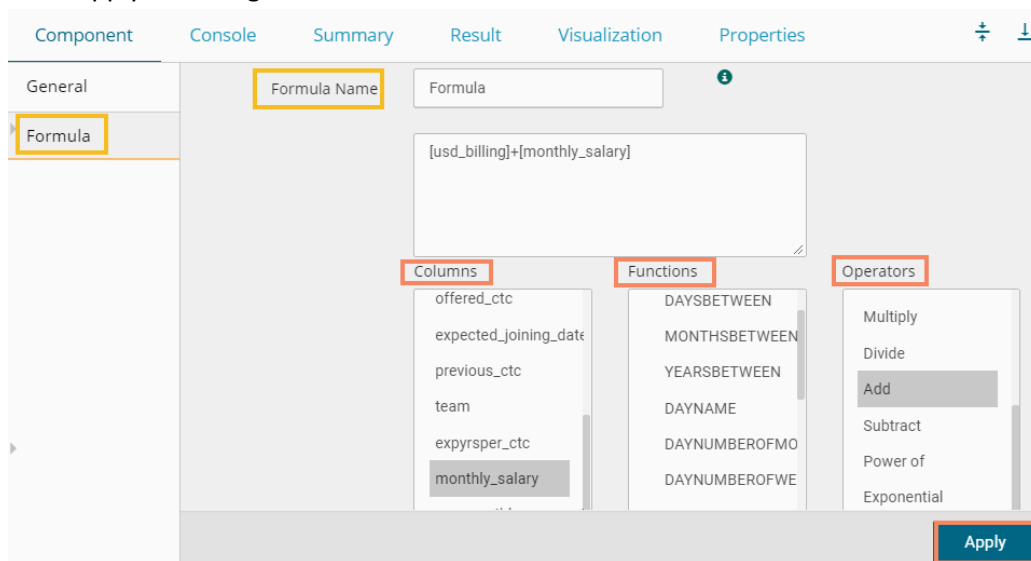 Component Console Summary Result Visualization Properties
General
Formula
Formula Name
Formula
[usd_billing]+[monthly_salary]
Columns
offered_ctc
expected_joining_date
previous_ctc
team
expyrsper_ctc
monthly_salary
Functions
DAYSBETWEEN
MONTHSBETWEEN
YEARSBETWEEN
DAYNAME
DAYNUMBEROFMO
DAYNUMBEROFWE
Operators
Multiply
Divide
Add
Subtract
Power of
Exponential
Apply